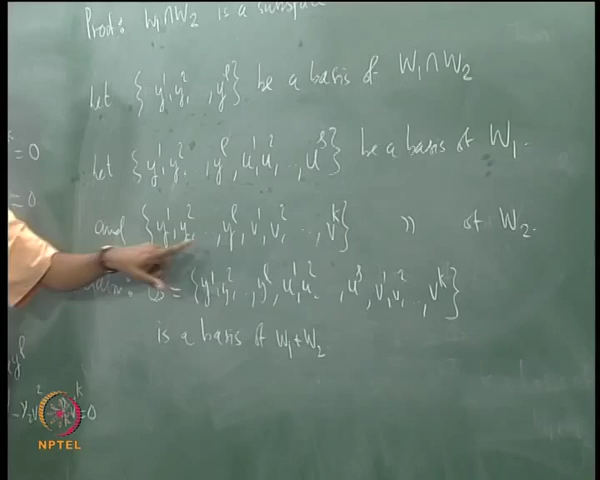 Proof: W₁∩W₂ is a subspace
Let {y¹, y², , yˡ} be a basis of W₁∩W₂
Let {y¹, y², , yˡ, u¹, u², .., uˢ} be a basis of W₁.
and {y¹, y², .., yˡ, v¹, v², .., vᵏ} 〃 of W₂.
= {y¹, y², .., yˡ, u¹, u², , uˢ, v¹, v², .., vᵏ}
is a basis of W₁+W₂
= 0
= 0
yˡ
=0
NPTEL